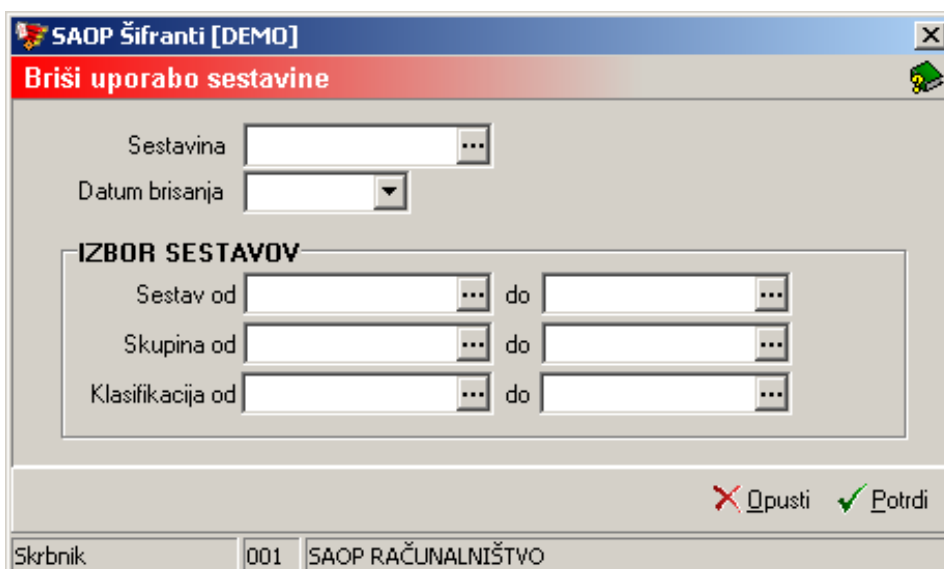 SAOP Šifranti [DEMO]
Briši uporabo sestavine
Sestavina
Datum brisanja
IZBOR SESTAVOV
Sestav od do
Skupina od do
Klasifikacija od do
Opusti Potrdi
Skrbnik 001 SAOP RAČUNALNIŠTVO